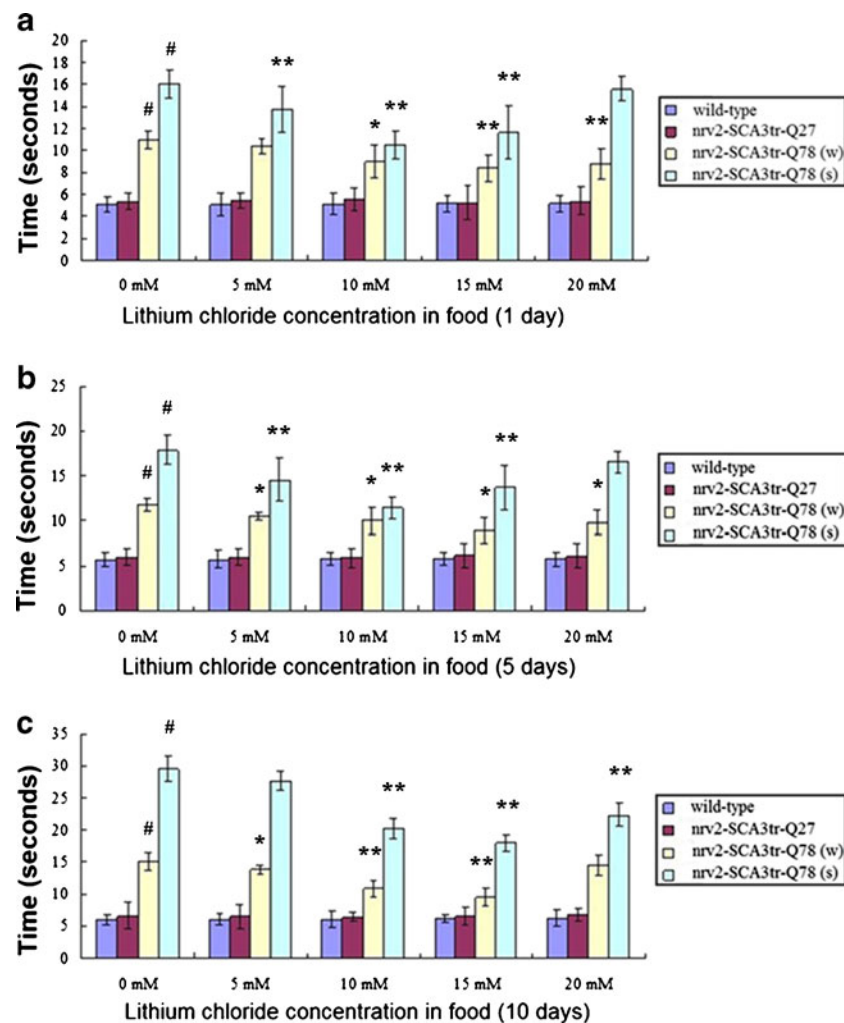 a
Time (seconds)
20
18
16
14
12
10
8
6
4
2
0
#
#
**
*
**
**
**
**
0 mM 5 mM 10 mM 15 mM 20 mM
Lithium chloride concentration in food (1 day)
wild-type
nrv2-SCA3tr-Q27
nrv2-SCA3tr-Q78 (w)
nrv2-SCA3tr-Q78 (s)
b
Time (seconds)
25
20
15
10
5
0
#
#
*
**
*
**
*
**
*
0 mM 5 mM 10 mM 15 mM 20 mM
Lithium chloride concentration in food (5 days)
wild-type
nrv2-SCA3tr-Q27
nrv2-SCA3tr-Q78 (w)
nrv2-SCA3tr-Q78 (s)
c
Time (seconds)
35
30
25
20
15
10
5
0
#
#
*
**
**
**
**
**
0 mM 5 mM 10 mM 15 mM 20 mM
Lithium chloride concentration in food (10 days)
wild-type
nrv2-SCA3tr-Q27
nrv2-SCA3tr-Q78 (w)
nrv2-SCA3tr-Q78 (s)